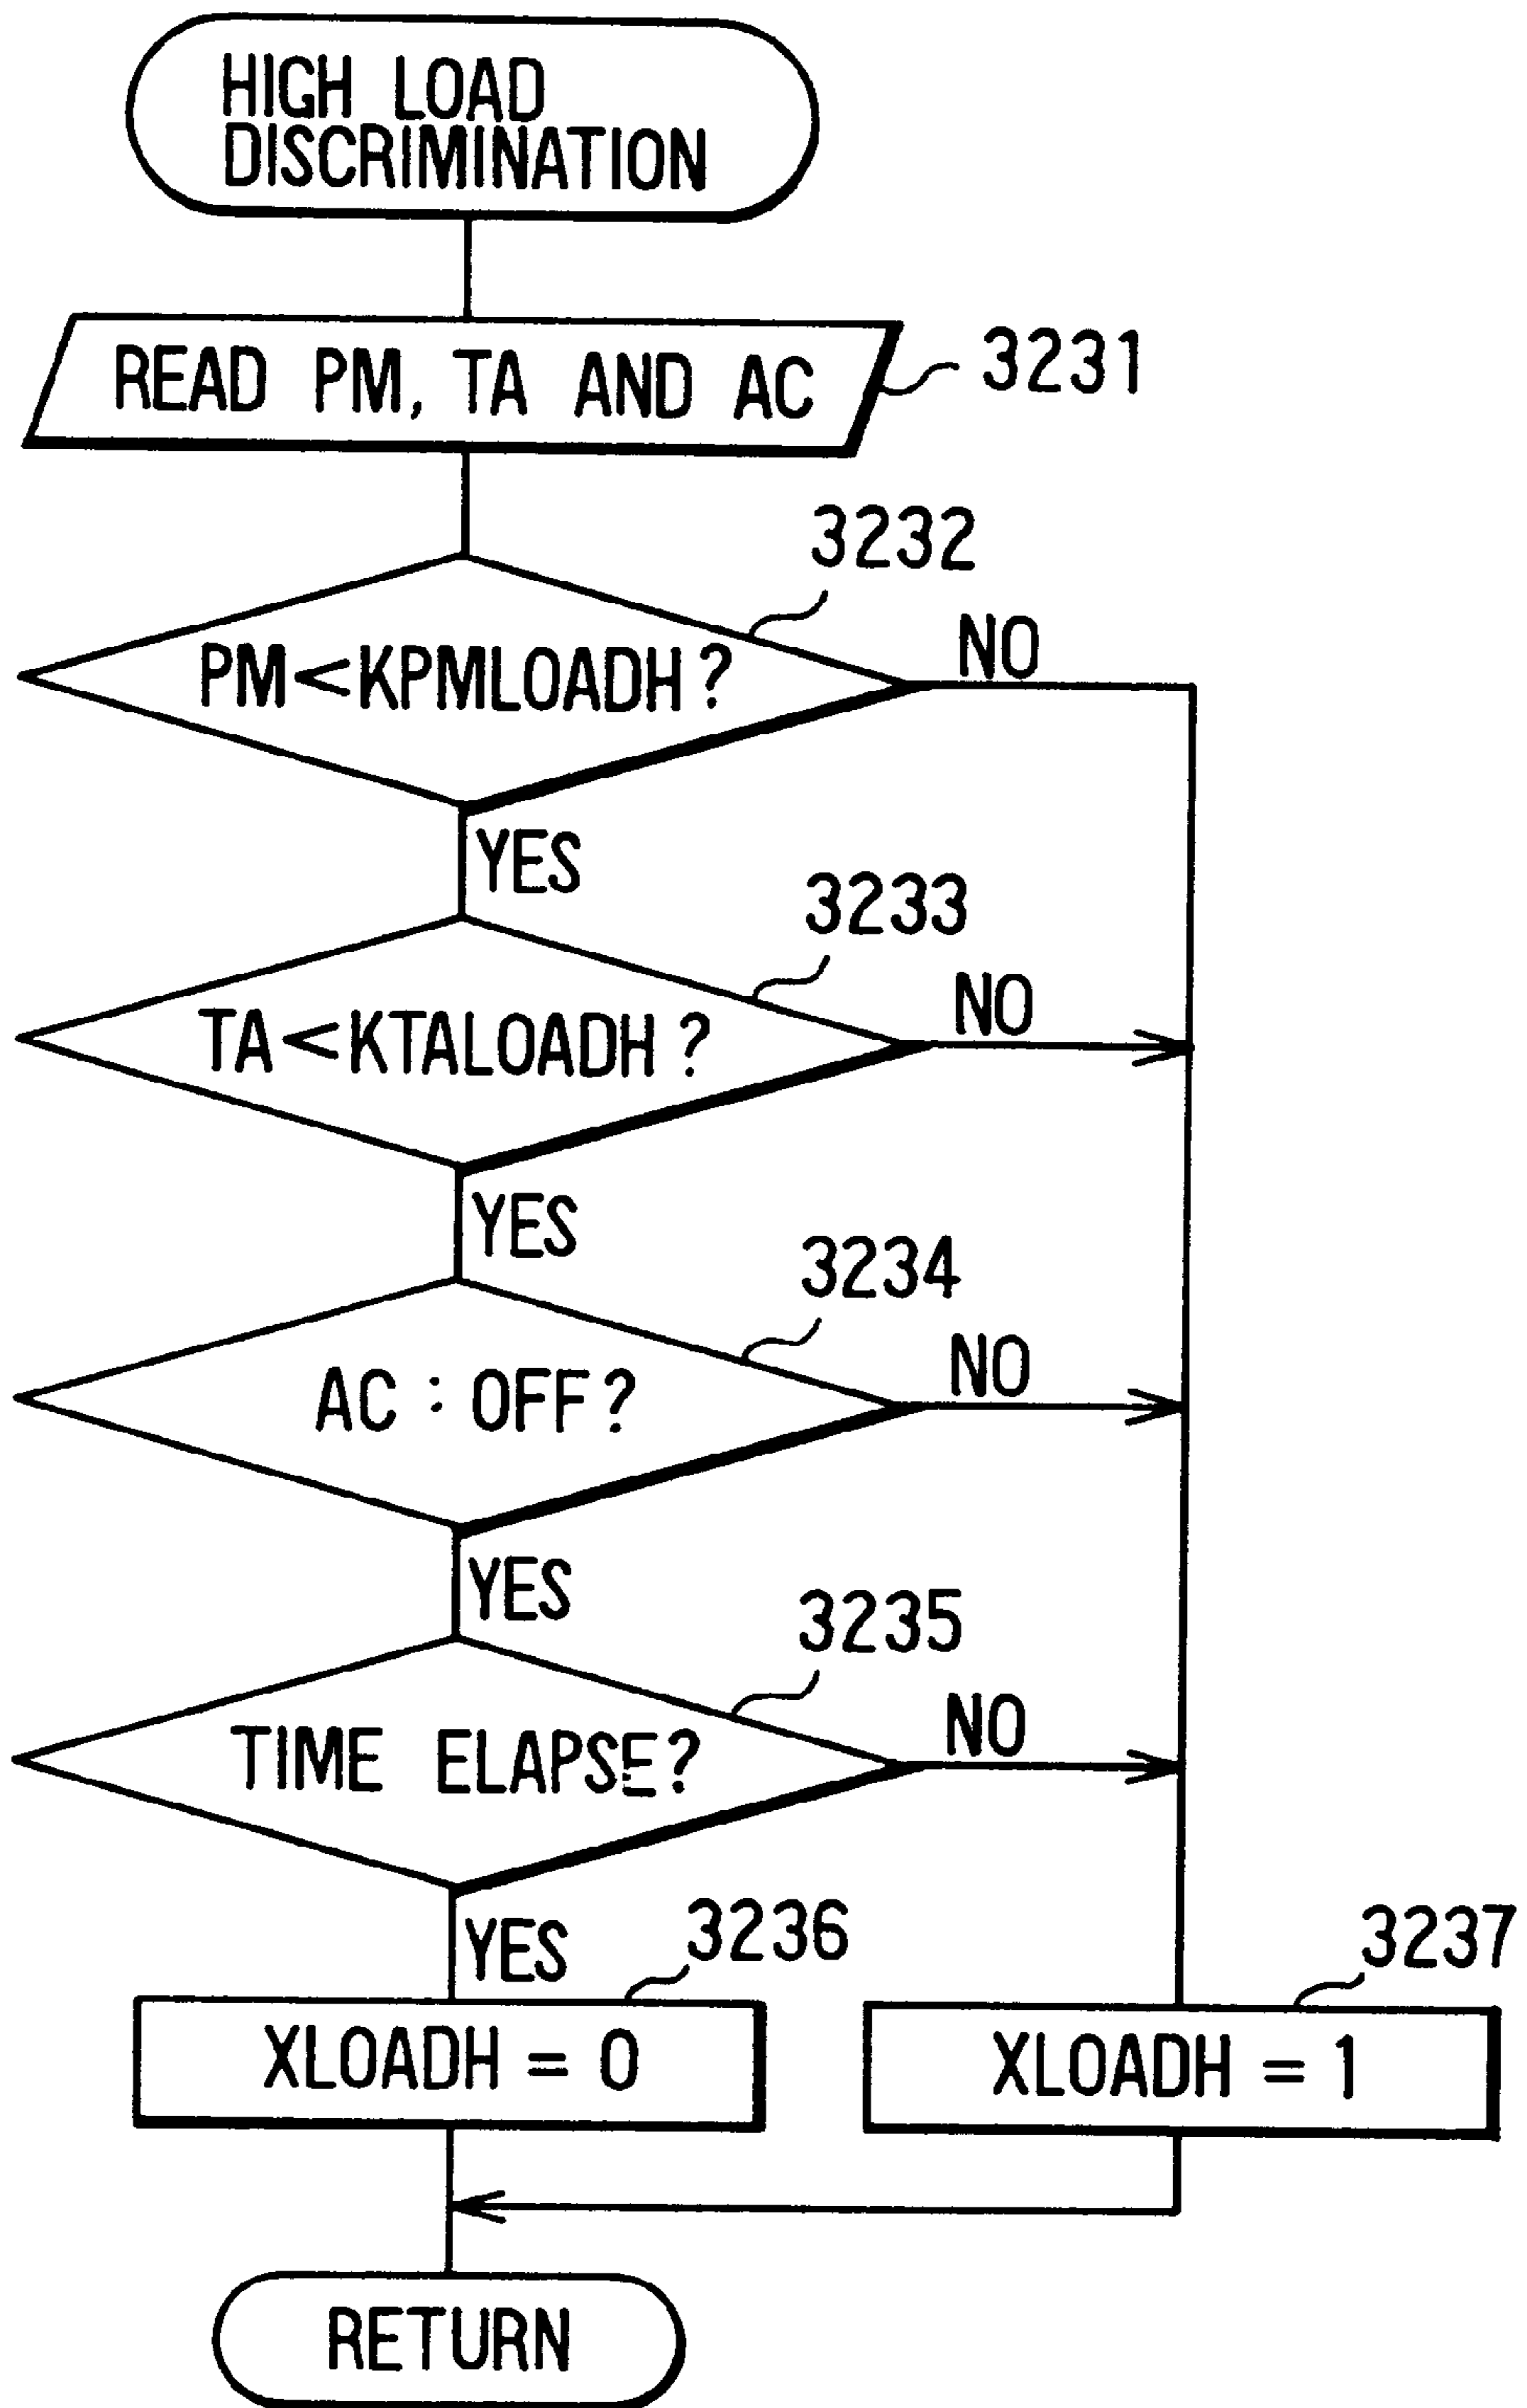 HIGH LOAD
DISCRIMINATION
READ PM, TA AND AC
3231
3232
PM<KPMLOADH?
NO
YES
3233
TA<KTALOADH?
NO
YES
3234
AC : OFF?
NO
YES
3235
TIME ELAPSE?
NO
YES
3236
3237
XLOADH = 0
XLOADH = 1
RETURN